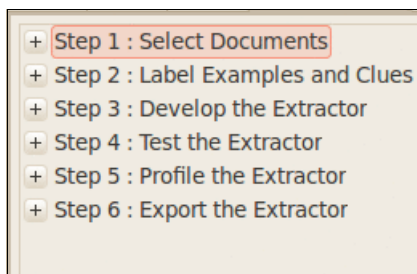 Step 1 : Select Documents
Step 2 : Label Examples and Clues
Step 3 : Develop the Extractor
Step 4 : Test the Extractor
Step 5 : Profile the Extractor
Step 6 : Export the Extractor